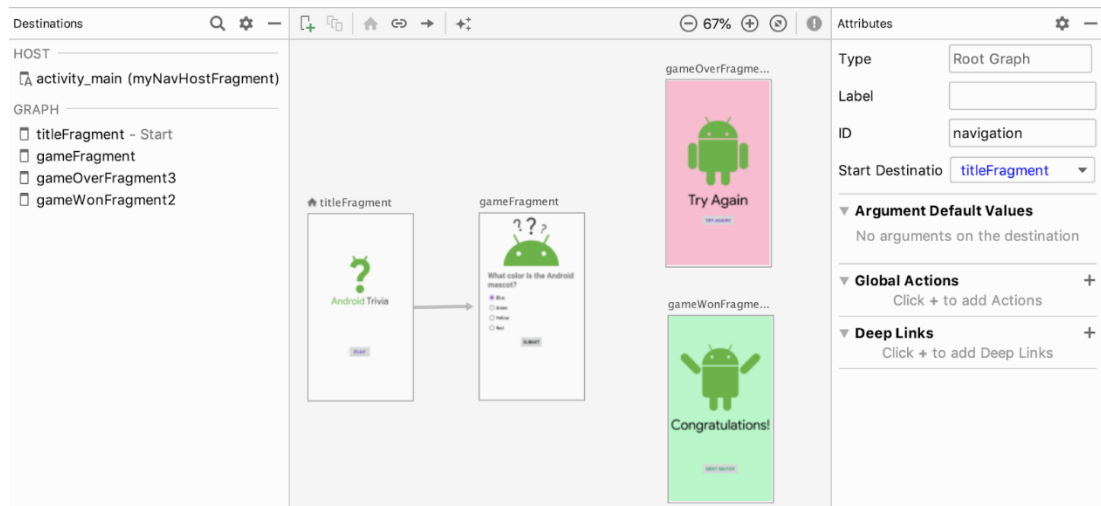 Destinations
HOST
activity_main (myNavHostFragment)
GRAPH
titleFragment - Start
gameFragment
gameOverFragment3
gameWonFragment2
67%
gameOverFragme...
Try Again
TRY AGAIN?
titleFragment
Android Trivia
PLAY
gameFragment
? ? ?
What color is the Android
mascot?
Blue
Green
Yellow
Red
SUBMIT
gameWonFragme...
Congratulations!
NEXT MATCH
Attributes
Type Root Graph
Label
ID navigation
Start Destinatio titleFragment
Argument Default Values
No arguments on the destination
Global Actions +
Click + to add Actions
Deep Links +
Click + to add Deep Links